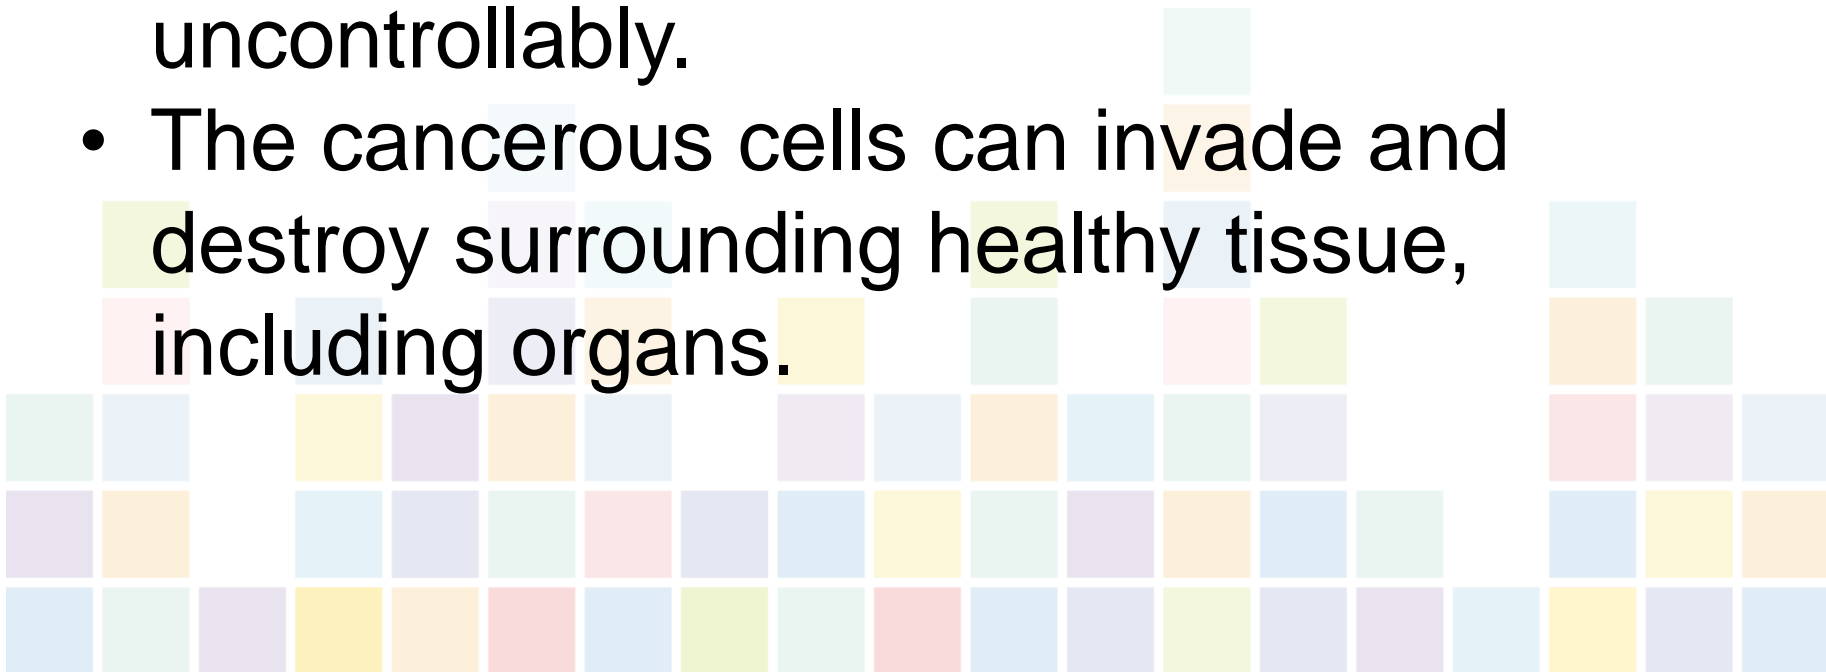 uncontrollably.
• The cancerous cells can invade and
destroy surrounding healthy tissue,
including organs.